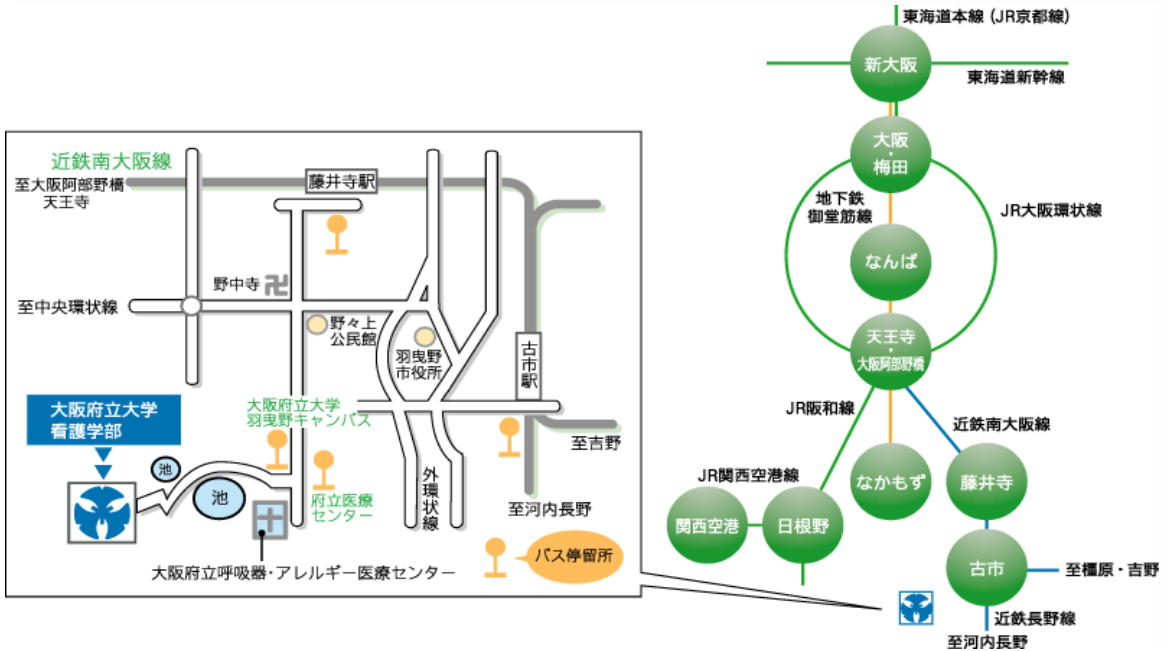 東海道本線（JR京都線）
新大阪
東海道新幹線
大阪
・
梅田
地下鉄
御堂筋線
JR大阪環状線
なんば
天王寺
・
大阪阿部野橋
JR阪和線
近鉄南大阪線
JR関西空港線
なかもず
藤井寺
関西空港
日根野
古市
至橿原・吉野
近鉄長野線
至河内長野
近鉄南大阪線
至大阪阿部野橋
天王寺
藤井寺駅
野中寺
卍
至中央環状線
野々上
公民館
羽曳野
市役所
古市駅
大阪府立大学
看護学部
大阪府立大学
羽曳野キャンパス
至吉野
池
池
外環状線
府立医療
センター
至河内長野
大阪府立呼吸器・アレルギー医療センター
バス停留所